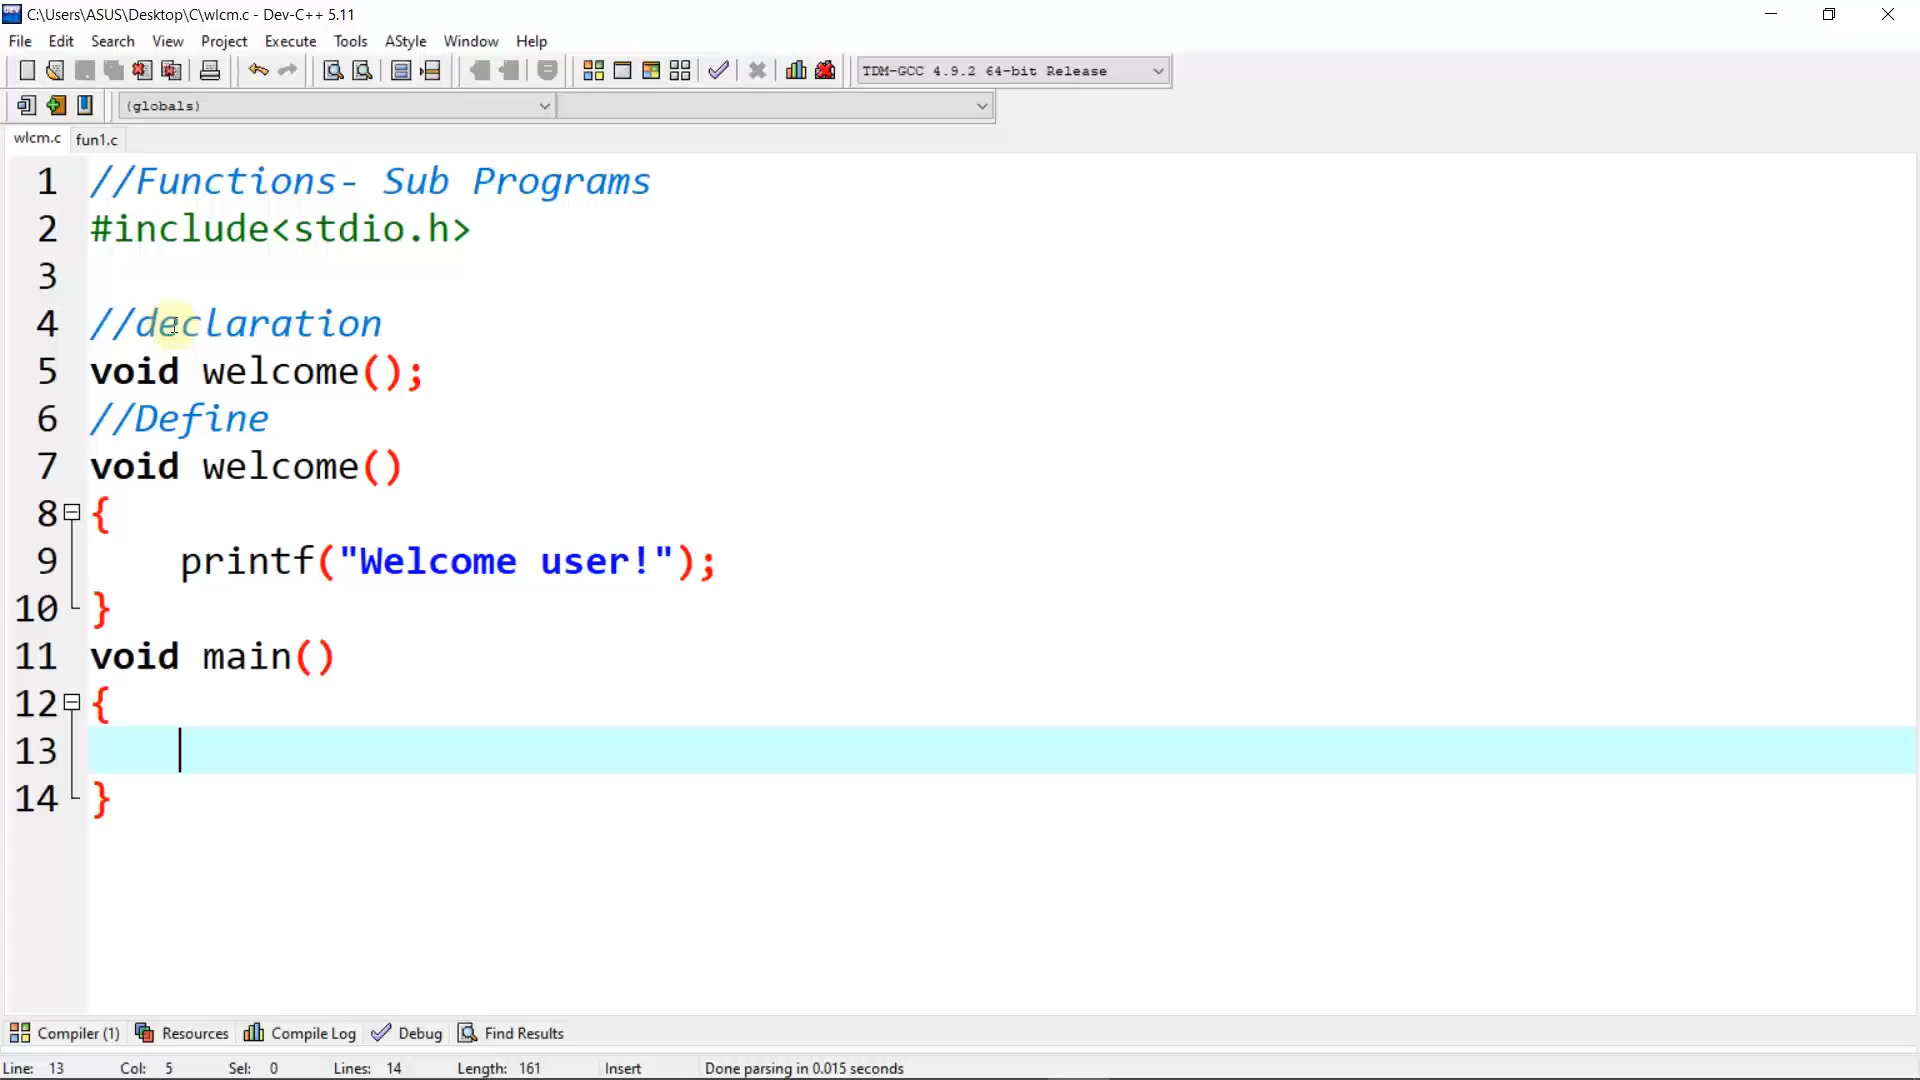 C:\Users\ASUS\Desktop\C\wlcm.c - Dev-C++ 5.11
File Edit Search View Project Execute Tools AStyle Window Help
TDM-GCC 4.9.2 64-bit Release
(globals)
wlcm.c fun1.c
1 //Functions- Sub Programs
2 #include<stdio.h>
3
4 //declaration
5 void welcome();
6 //Define
7 void welcome()
8 {
9 printf("Welcome user!");
10 }
11 void main()
12 {
13
14 }
Compiler (1) Resources Compile Log Debug Find Results
Line: 13 Col: 5 Sel: 0 Lines: 14 Length: 161 Insert Done parsing in 0.015 seconds